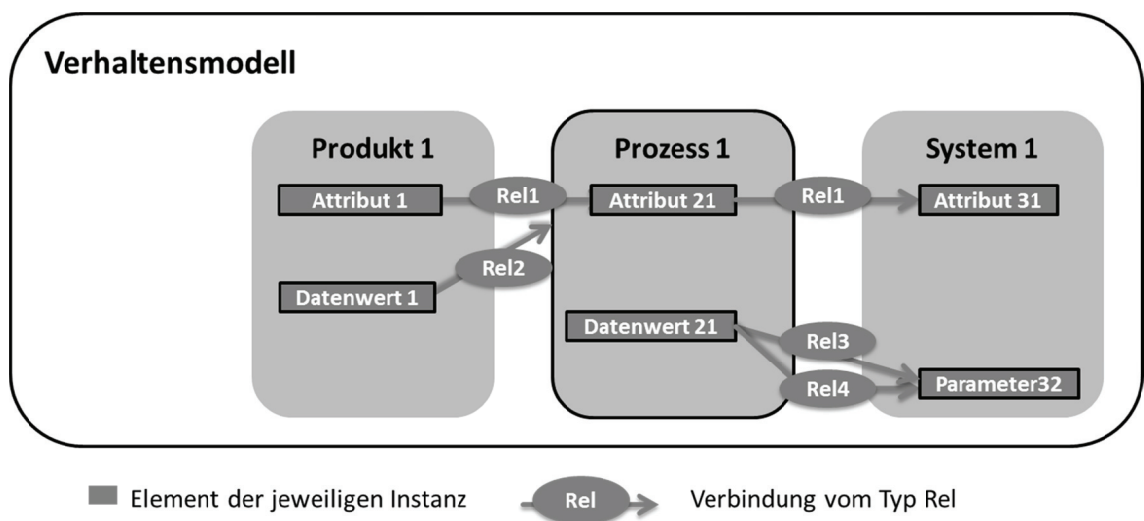 Verhaltensmodell
Produkt 1
Prozess 1
System 1
Attribut 1
Rel1
Attribut 21
Rel1
Attribut 31
Rel2
Datenwert 1
Datenwert 21
Rel3
Rel4
Parameter32
Element der jeweiligen Instanz
Rel
Verbindung vom Typ Rel